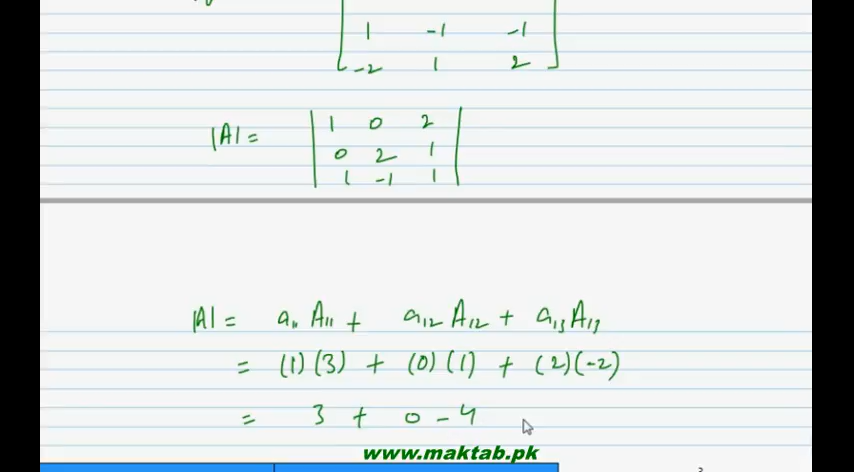 1 -1 -1
-2 1 2
|A| =
1 0 2
0 2 1
1 -1 1
|A| = a₁₁ A₁₁ + a₁₂ A₁₂ + a₁₃ A₁₃
= (1)(3) + (0)(1) + (2)(-2)
= 3 + 0 - 4
www.maktab.pk